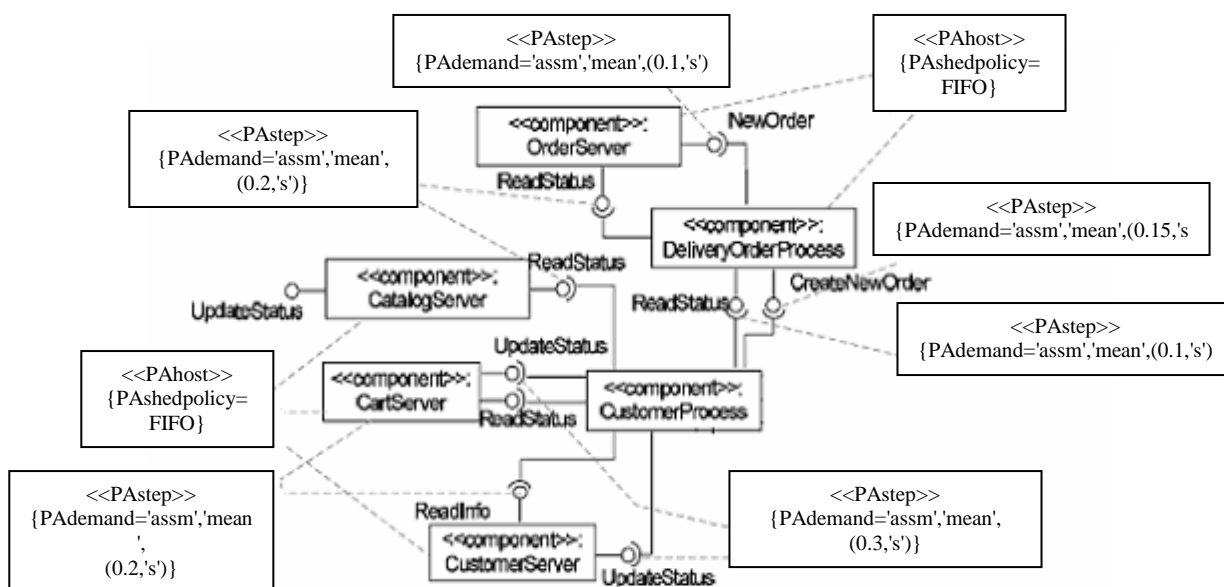 <<PAstep>>
{PAdemand='assm','mean',(0.1,'s')
<<PAhost>>
{PAshedpolicy=
FIFO}
<<PAstep>>
{PAdemand='assm','mean',
(0.2,'s')}
<<component>>:
OrderServer
NewOrder
ReadStatus
<<PAstep>>
{PAdemand='assm','mean',(0.15,'s
<<component>>:
DeliveryOrderProcess
<<component>>:
CatalogServer
ReadStatus
UpdateStatus
ReadStatus
CreateNewOrder
<<PAstep>>
{PAdemand='assm','mean',(0.1,'s')
<<PAhost>>
{PAshedpolicy=
FIFO}
UpdateStatus
<<component>>:
CartServer
ReadStatus
<<component>>:
CustomerProcess
<<PAstep>>
{PAdemand='assm','mean
',
(0.2,'s')}
ReadInfo
<<component>>:
CustomerServer
UpdateStatus
<<PAstep>>
{PAdemand='assm','mean',
(0.3,'s')}